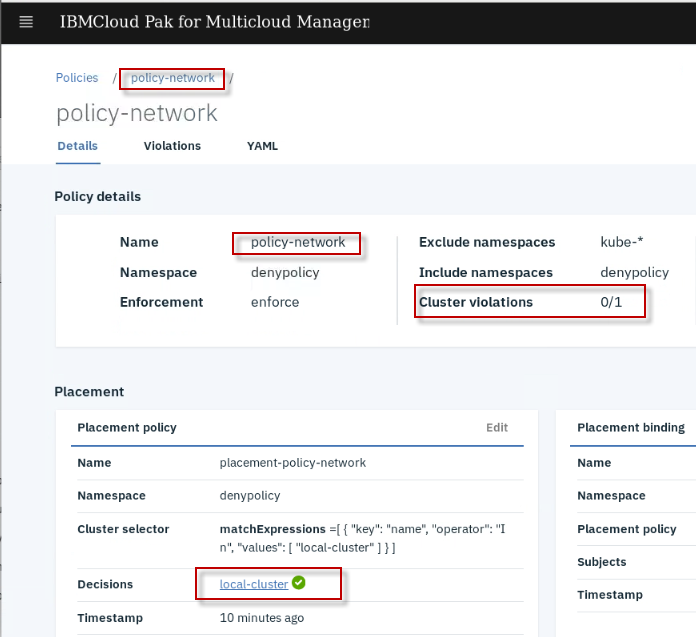 IBMCloud Pak for Multicloud Manager
Policies / policy-network /
policy-network
Details Violations YAML
Policy details
Name policy-network Exclude namespaces kube-*
Namespace denypolicy Include namespaces denypolicy
Enforcement enforce Cluster violations 0/1
Placement
Placement policy Edit Placement binding
Name placement-policy-network Name
Namespace denypolicy Namespace
Cluster selector matchExpressions =[ { "key": "name", "operator": "I Placement policy
n", "values": [ "local-cluster" ] } ]
Subjects
Decisions local-cluster
Timestamp
Timestamp 10 minutes ago